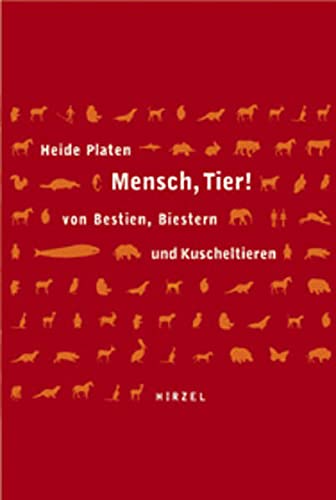 Heide Platen
Mensch, Tier!
von Bestien, Biestern
und Kuscheltieren
HIRZEL